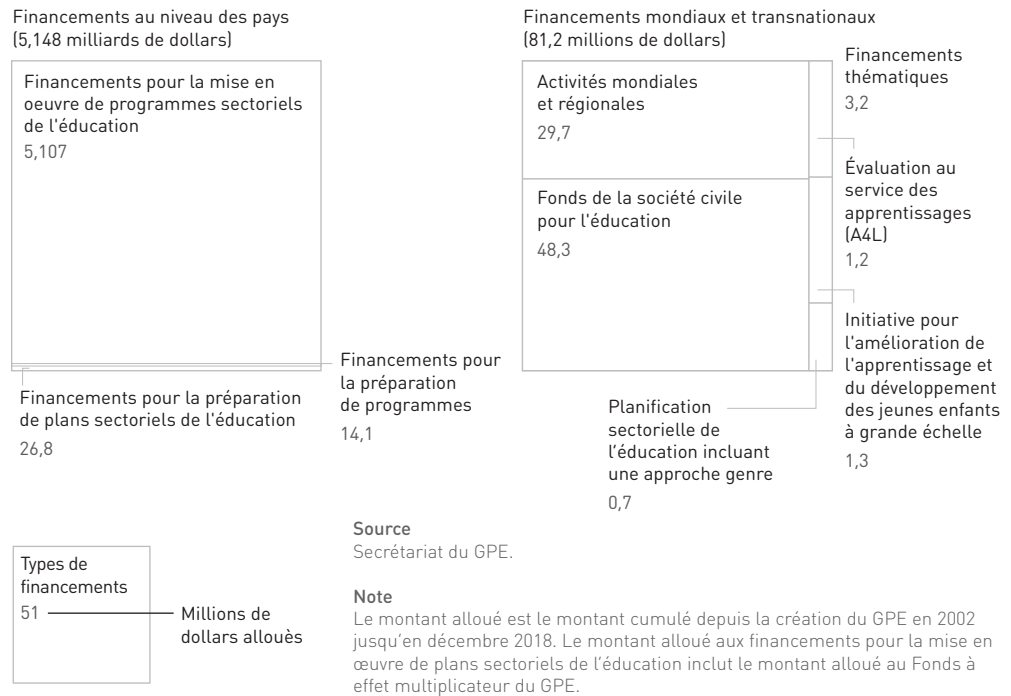 Financements au niveau des pays
(5,148 milliards de dollars)
Financements pour la mise en
oeuvre de programmes sectoriels
de l'éducation
5,107
Financements pour la préparation
de plans sectoriels de l'éducation
26,8
Financements pour
la préparation
de programmes
14,1
Financements mondiaux et transnationaux
(81,2 millions de dollars)
Activités mondiales
et régionales
29,7
Fonds de la société civile
pour l'éducation
48,3
Financements
thématiques
3,2
Évaluation au
service des
apprentissages
(A4L)
1,2
Initiative pour
l'amélioration de
l'apprentissage et
du développement
des jeunes enfants
à grande échelle
1,3
Planification
sectorielle de
l'éducation incluant
une approche genre
0,7
Types de
financements
51
Millions de
dollars allouès
Source
Secrétariat du GPE.
Note
Le montant alloué est le montant cumulé depuis la création du GPE en 2002
jusqu'en décembre 2018. Le montant alloué aux financements pour la mise en
œuvre de plans sectoriels de l'éducation inclut le montant alloué au Fonds à
effet multiplicateur du GPE.